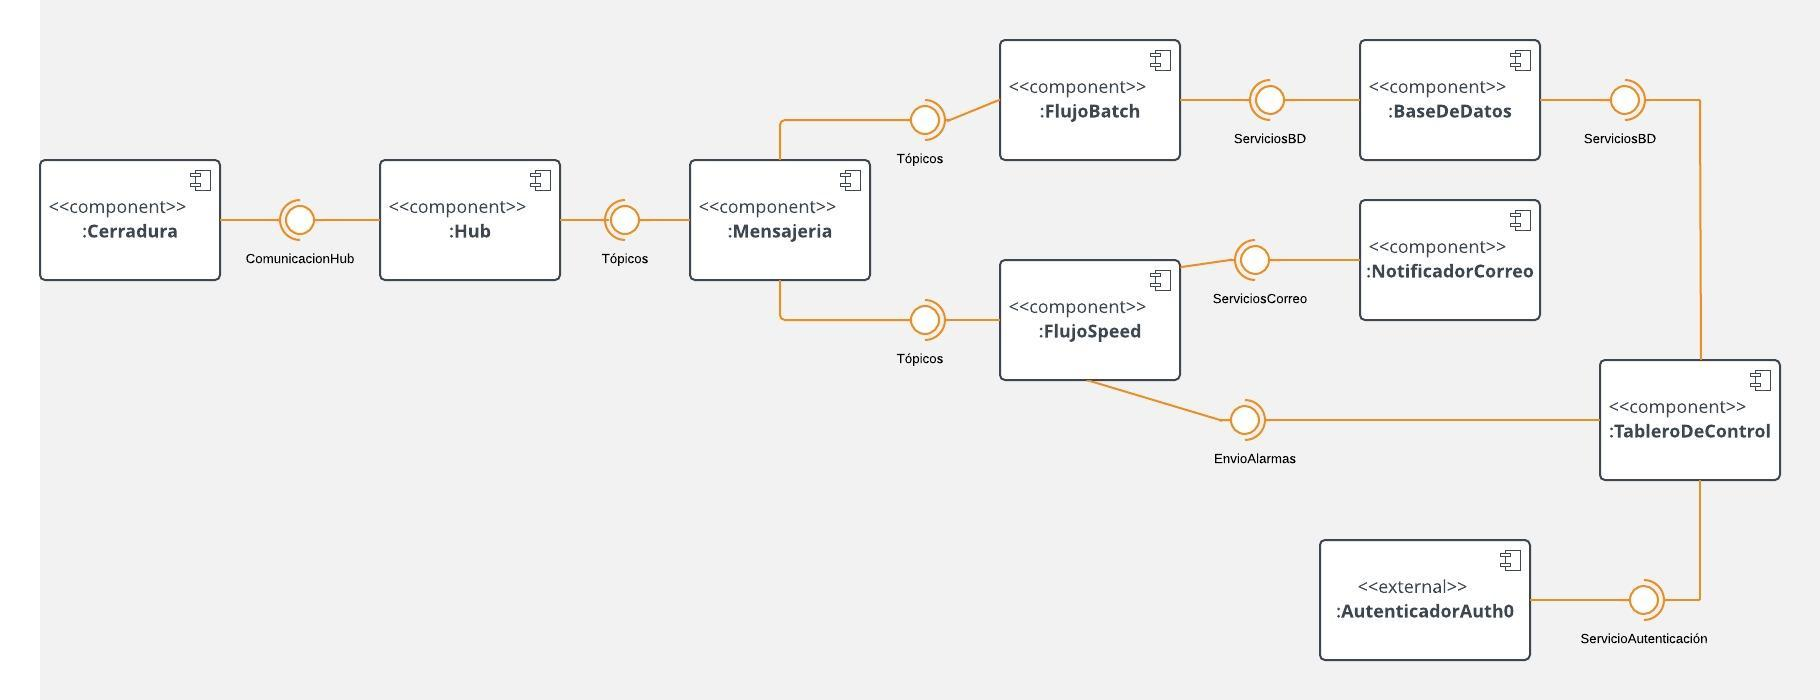 <<component>>
:Cerradura
ComunicacionHub
<<component>>
:Hub
Tópicos
<<component>>
:Mensajeria
Tópicos
<<component>>
:FlujoBatch
ServiciosBD
<<component>>
:BaseDeDatos
ServiciosBD
Tópicos
<<component>>
:FlujoSpeed
ServiciosCorreo
<<component>>
:NotificadorCorreo
EnvioAlarmas
<<component>>
:TableroDeControl
<<external>>
:AutenticadorAuth0
ServicioAutenticación